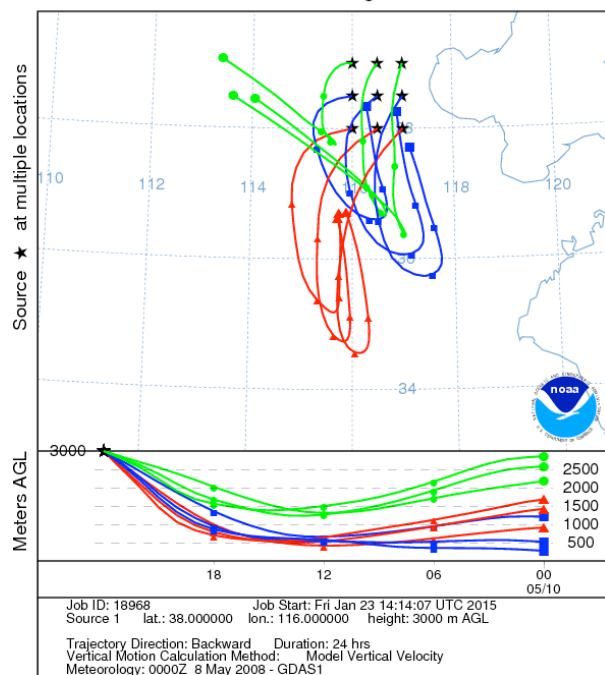 Source ★ at multiple locations
110
112
114
116
118
120
38
36
34
noaa
Meters AGL
3000
2500
2000
1500
1000
500
18
12
06
00
05/10
Job ID: 18968 Job Start: Fri Jan 23 14:14:07 UTC 2015
Source 1 lat.: 38.000000 lon.: 116.000000 height: 3000 m AGL
Trajectory Direction: Backward Duration: 24 hrs
Vertical Motion Calculation Method: Model Vertical Velocity
Meteorology: 0000Z 8 May 2008 - GDAS1